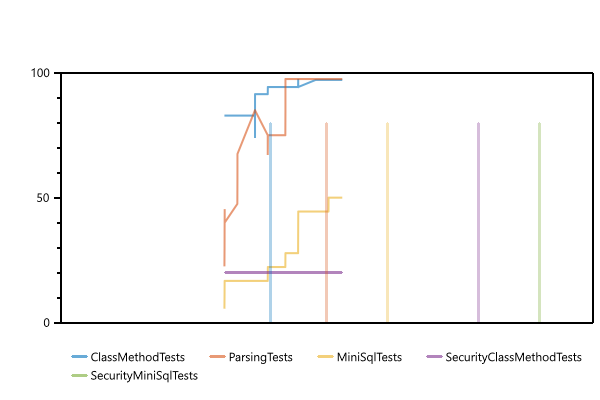 100
50
0
ClassMethodTests ParsingTests MiniSqlTests SecurityClassMethodTests
SecurityMiniSqlTests